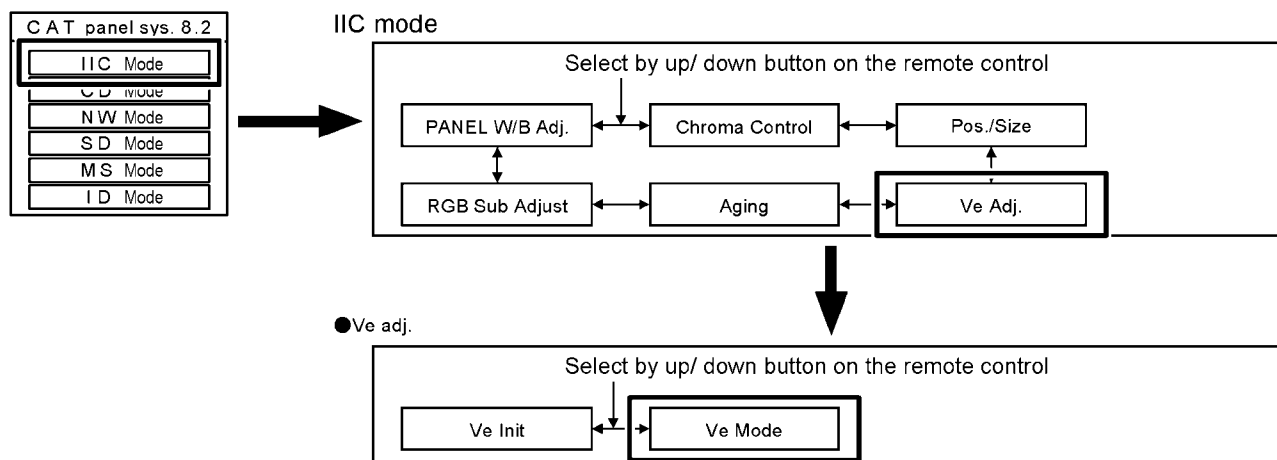 CAT panel sys. 8.2
IIC Mode
CD Mode
NW Mode
SD Mode
MS Mode
ID Mode
IIC mode
Select by up/ down button on the remote control
PANEL W/B Adj.
Chroma Control
Pos./Size
RGB Sub Adjust
Aging
Ve Adj.
●Ve adj.
Select by up/ down button on the remote control
Ve Init
Ve Mode